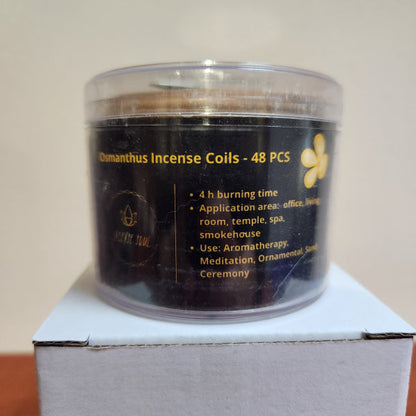 Osmanthus Incense Coils - 48 PCS
• 4 h burning time
• Application area: office, living
room, temple, spa,
smokehouse
• Use: Aromatherapy,
Meditation, Ornamental, Sand
Ceremony